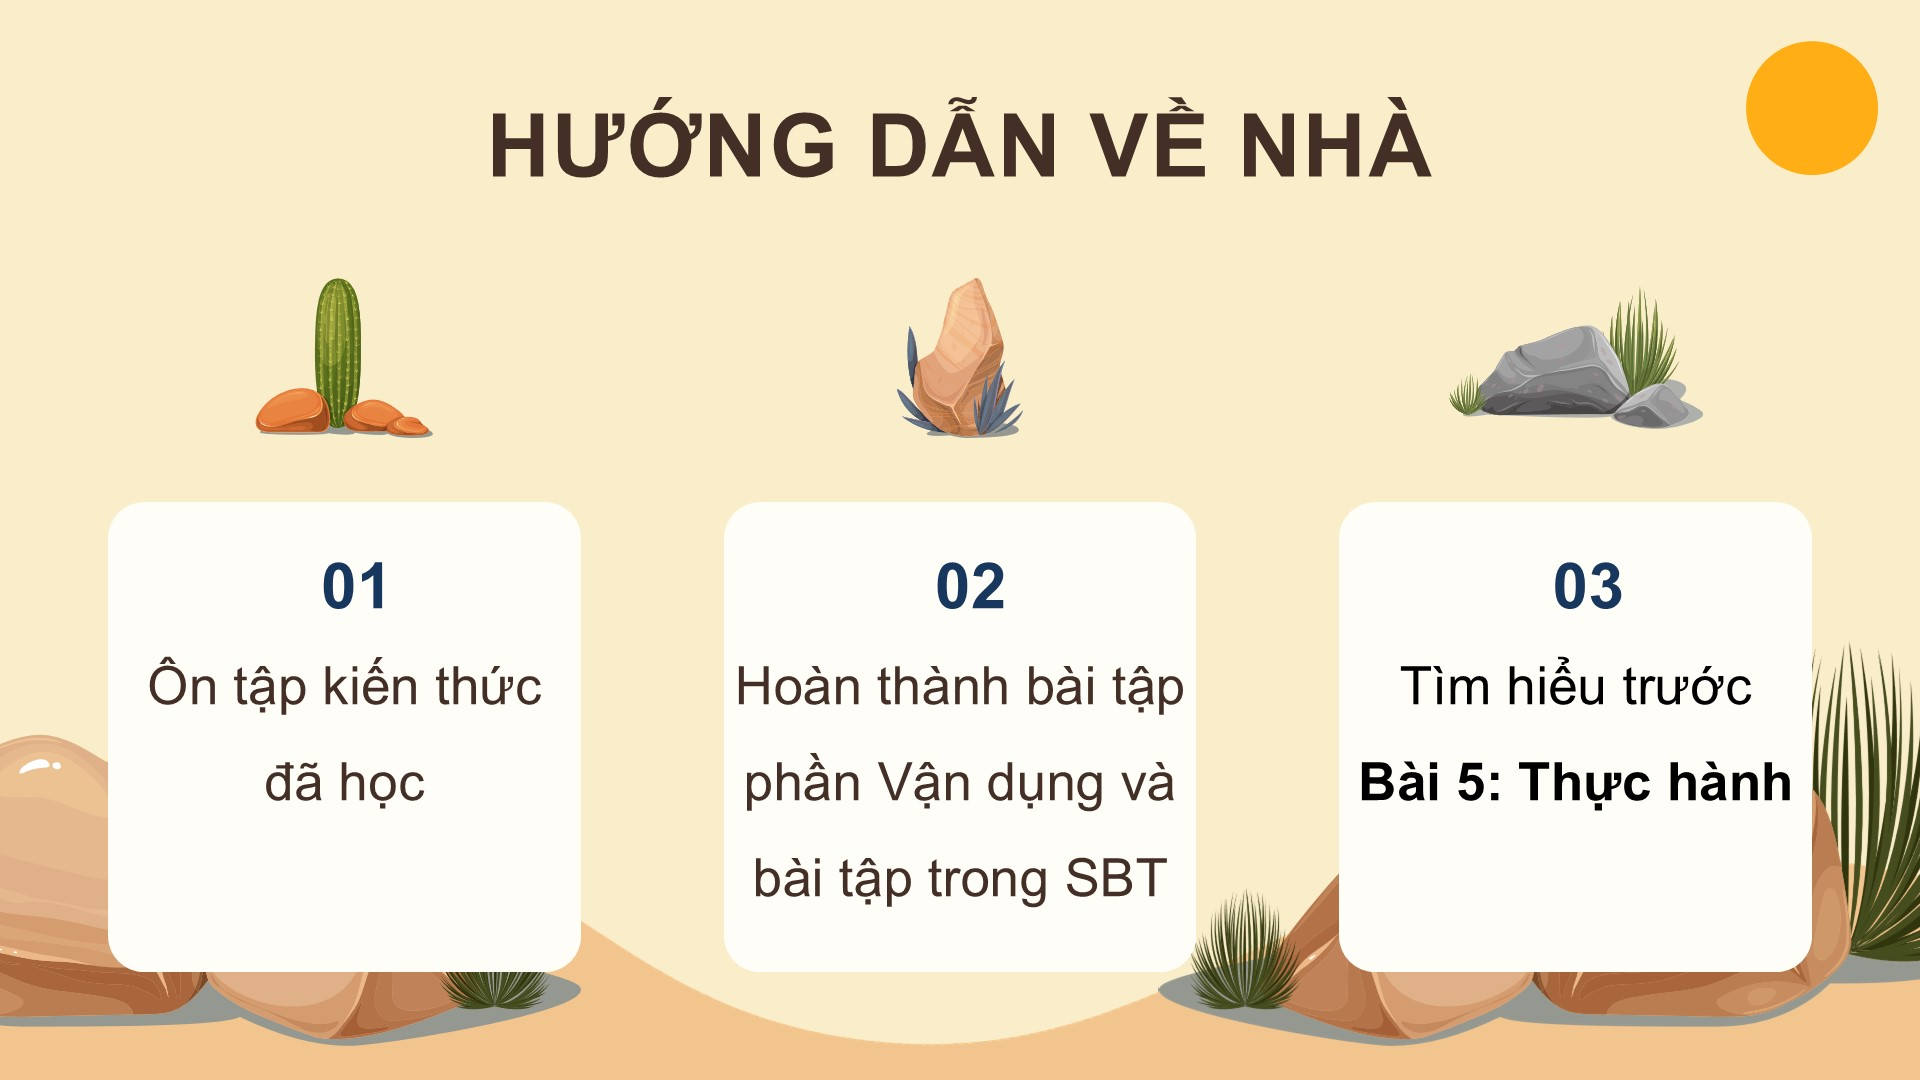 HƯỚNG DẪN VỀ NHÀ
01
Ôn tập kiến thức
đã học
02
Hoàn thành bài tập
phần Vận dụng và
bài tập trong SBT
03
Tìm hiểu trước
Bài 5: Thực hành